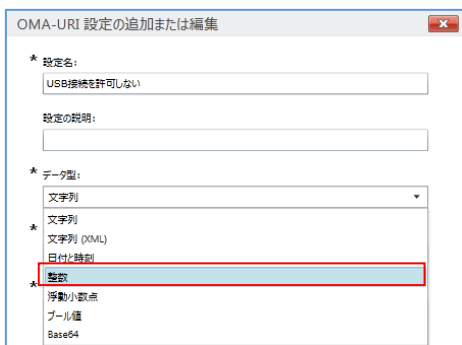 OMA-URI 設定の追加または編集
* 設定名:
USB接続を許可しない
設定の説明:
* データ型:
文字列
文字列
*
文字列 (XML)
日付と時刻
整数
*
浮動小数点
ブール値
Base64